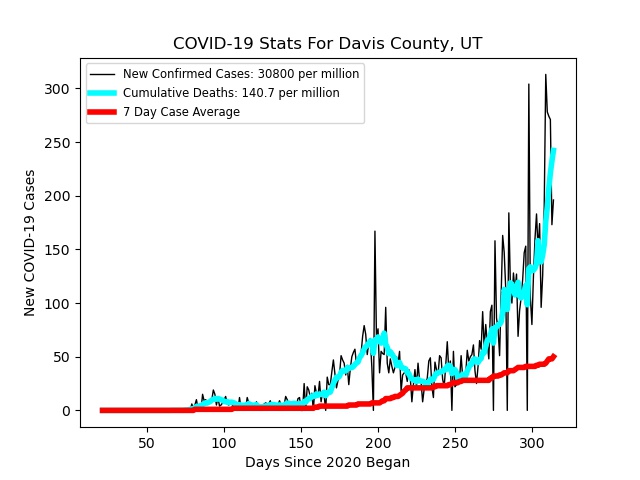 COVID-19 Stats For Davis County, UT
New Confirmed Cases: 30800 per million
Cumulative Deaths: 140.7 per million
7 Day Case Average
New COVID-19 Cases
300
250
200
150
100
50
0
50 100 150 200 250 300
Days Since 2020 Began